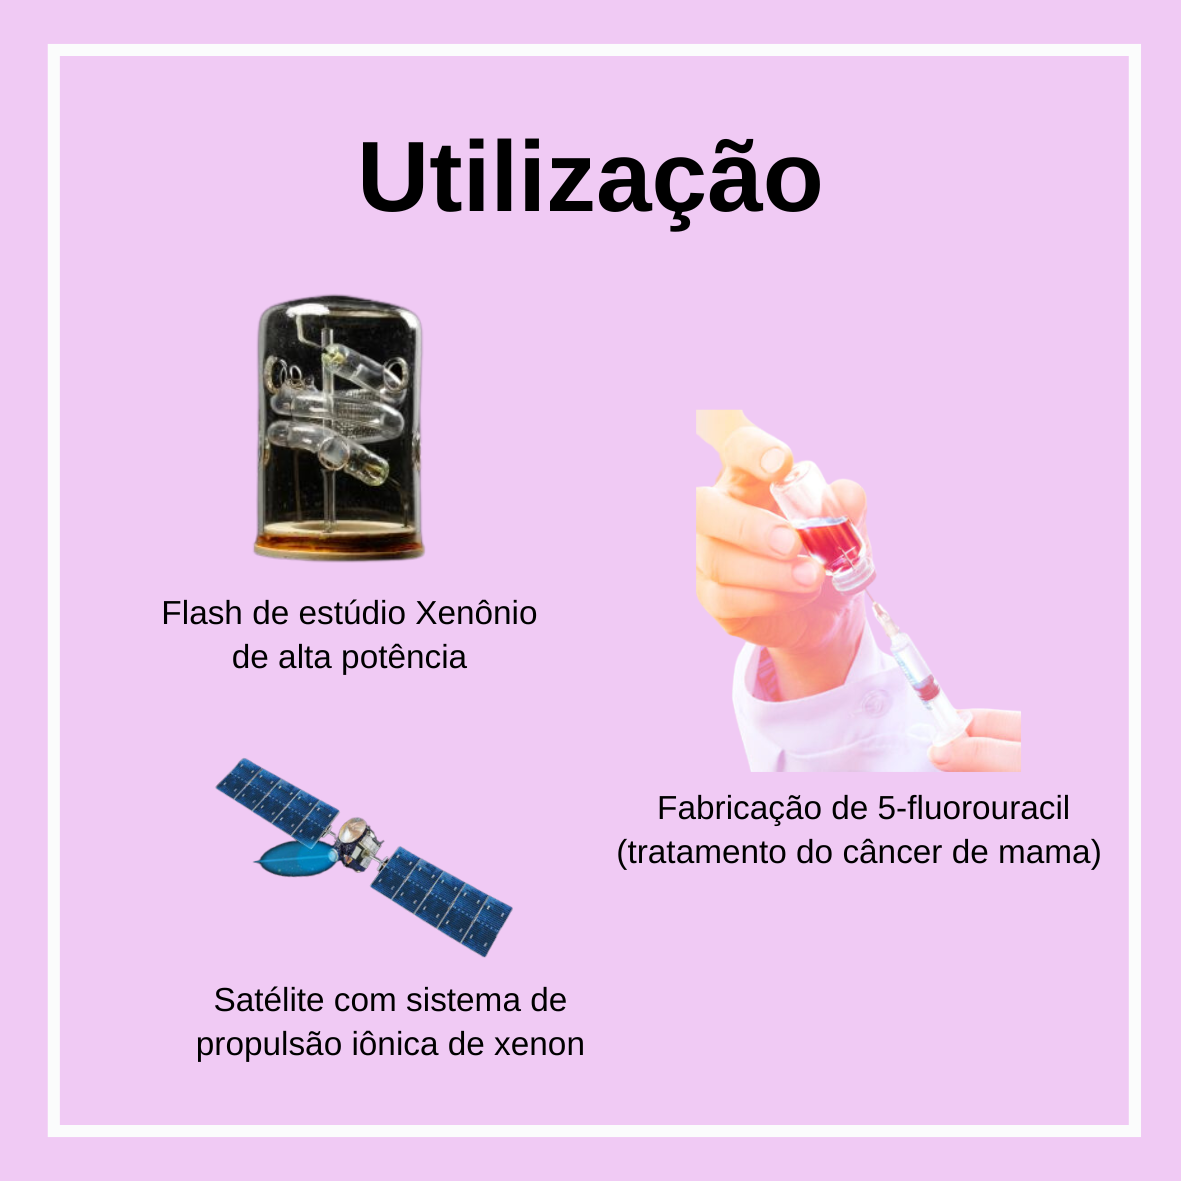 Utilização
Flash de estúdio Xenônio
de alta potência
Fabricação de 5-fluorouracil
(tratamento do câncer de mama)
Satélite com sistema de
propulsão iônica de xenon